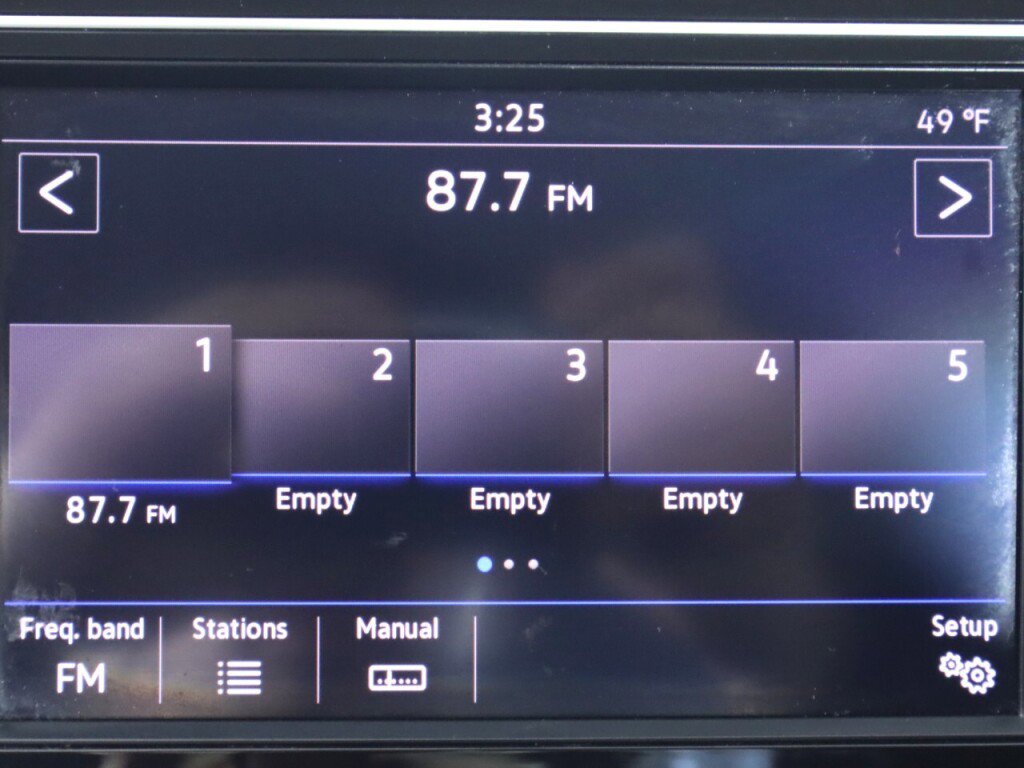 3:25
49 °F
<
87.7 FM
>
1
2
3
4
5
87.7 FM
Empty
Empty
Empty
Empty
Freq. band
Stations
Manual
Setup
FM